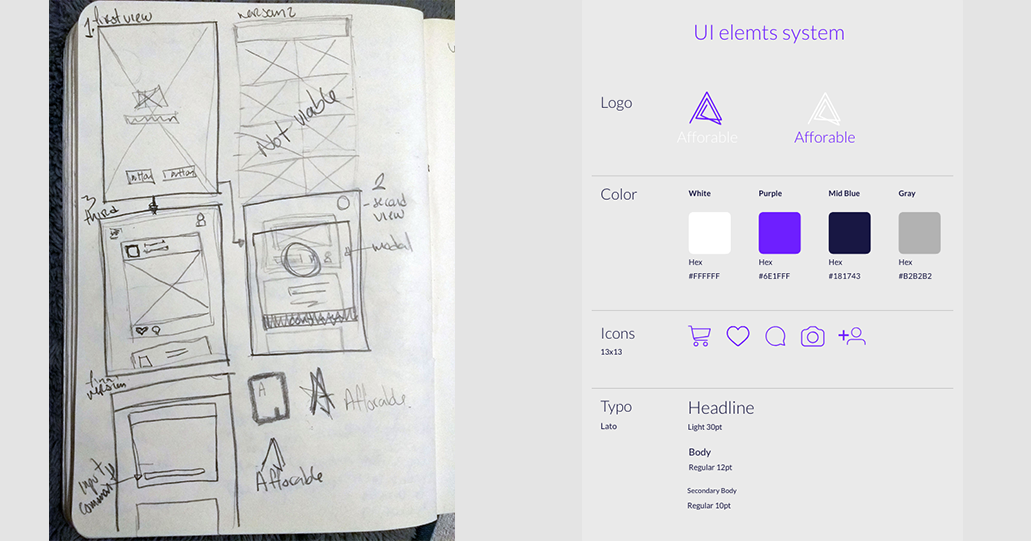 1. first view
version 2
Not viable
3
third
2
second
view
modal
final
version
A
Afforable.
Afforable
input
comment
UI elemts system
Logo
Afforable
Afforable
Color
White
Purple
Mid Blue
Gray
Hex
Hex
Hex
Hex
#FFFFFF
#6E1FFF
#181743
#B2B2B2
Icons
13x13
Typo
Lato
Headline
Light 30pt
Body
Regular 12pt
Secondary Body
Regular 10pt